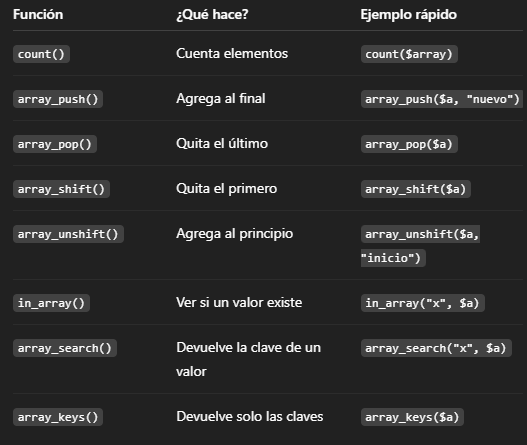 Función ¿Qué hace? Ejemplo rápido
count() Cuenta elementos count($array)
array_push() Agrega al final array_push($a, "nuevo")
array_pop() Quita el último array_pop($a)
array_shift() Quita el primero array_shift($a)
array_unshift() Agrega al principio array_unshift($a,
"inicio")
in_array() Ver si un valor existe in_array("x", $a)
array_search() Devuelve la clave de un array_search("x", $a)
valor
array_keys() Devuelve solo las claves array_keys($a)